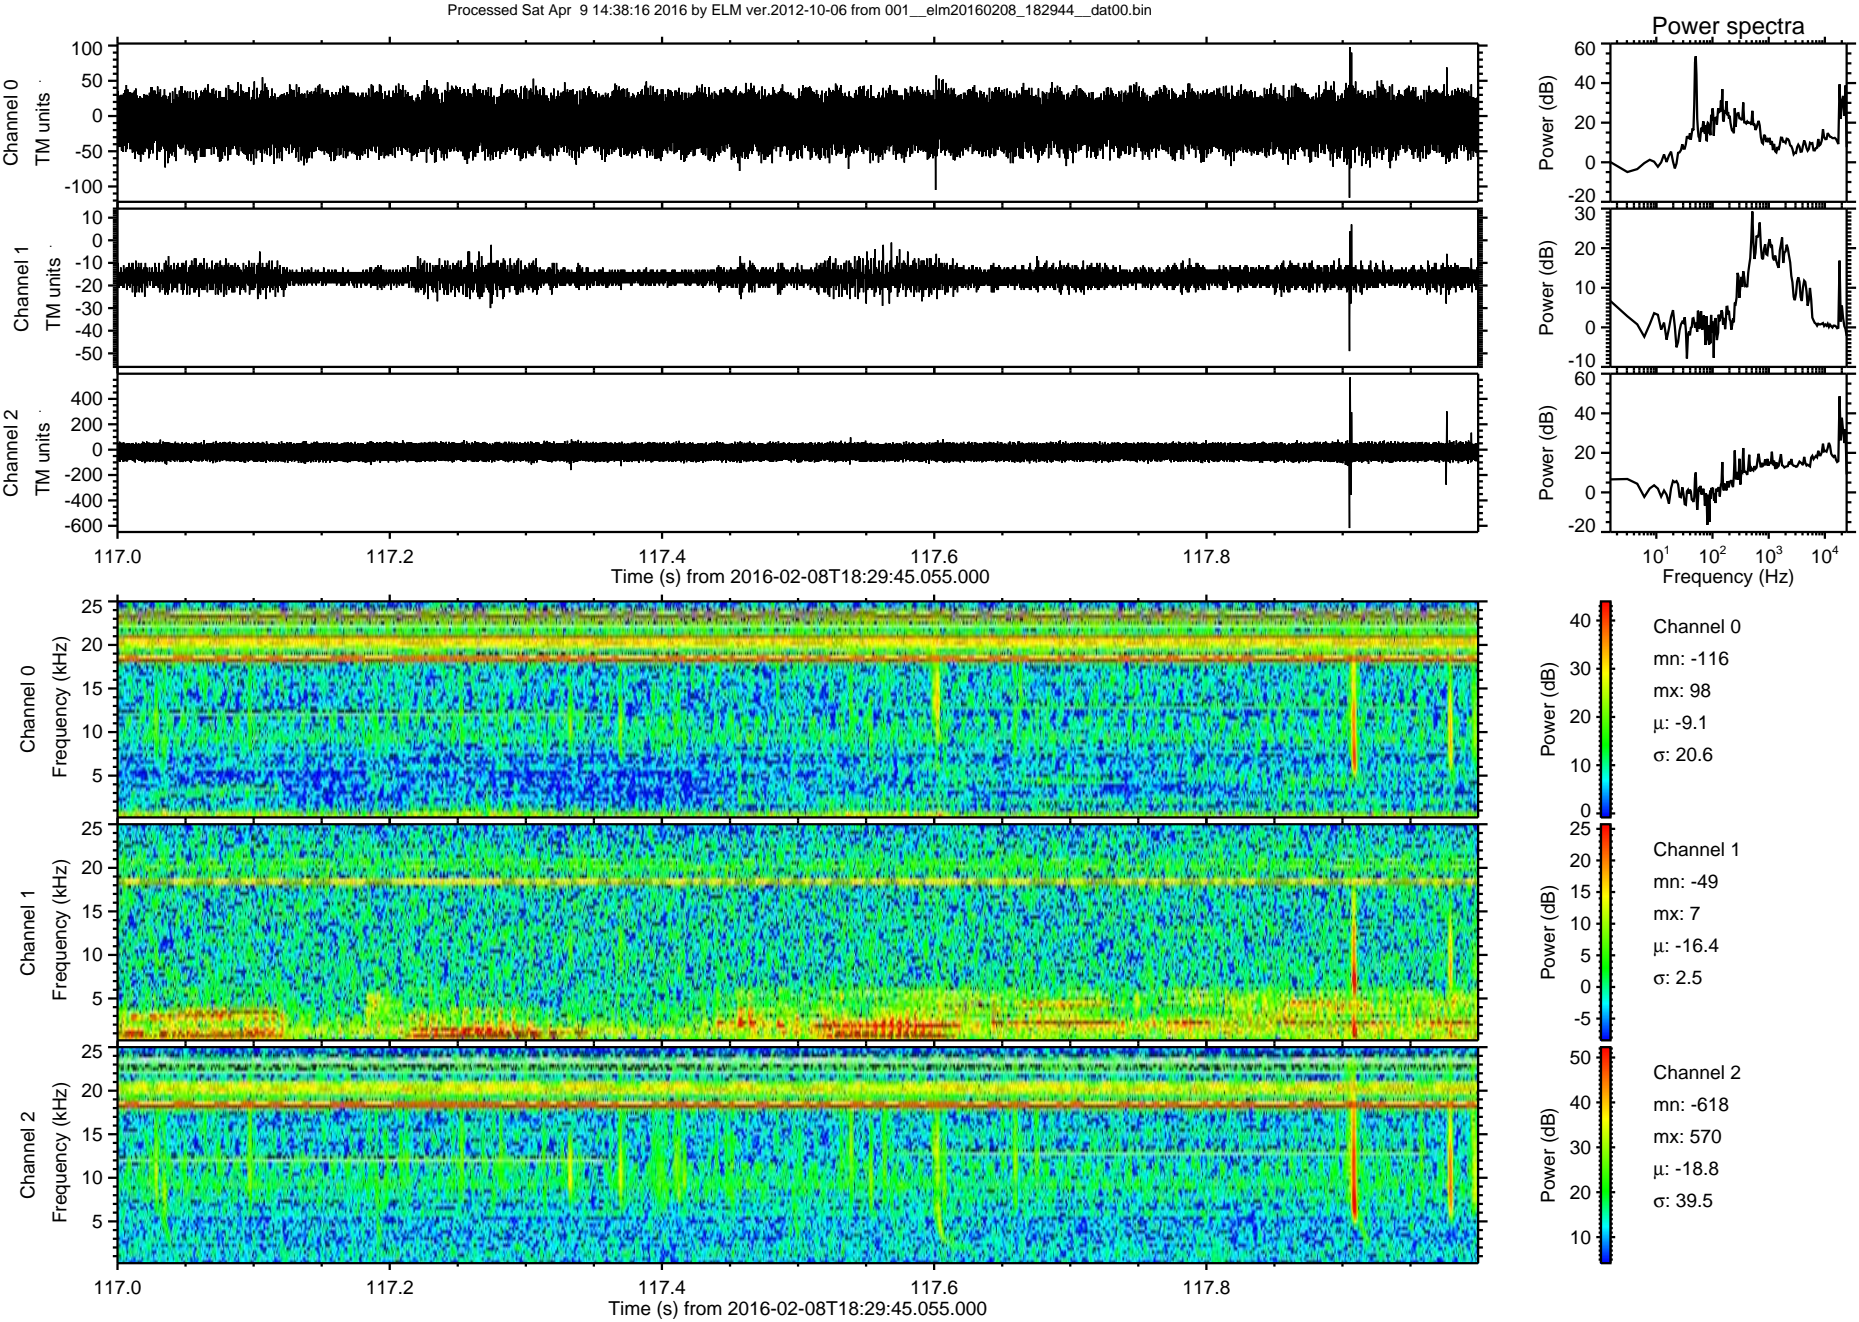 Processed Sat Apr  9 14:38:16 2016 by ELM ver.2012-10-06 from 001__elm20160208_182944__dat00.bin
Power spectra
Channel 0
TM units
100
50
0
-50
-100
Power (dB)
60
40
20
0
-20
Channel 1
TM units
10
0
-10
-20
-30
-40
-50
Power (dB)
30
20
10
0
-10
Channel 2
TM units
400
200
0
-200
-400
-600
Power (dB)
60
40
20
0
-20
117.0 117.2 117.4 117.6 117.8
Time (s) from 2016-02-08T18:29:45.055.000
10¹ 10² 10³ 10⁴
Frequency (Hz)
Channel 0
Frequency (kHz)
25
20
15
10
5
Power (dB)
40
30
20
10
0
Channel 0
mn: -116
mx: 98
μ: -9.1
σ: 20.6
Channel 1
Frequency (kHz)
25
20
15
10
5
Power (dB)
25
20
15
10
5
0
-5
Channel 1
mn: -49
mx: 7
μ: -16.4
σ: 2.5
Channel 2
Frequency (kHz)
25
20
15
10
5
Power (dB)
50
40
30
20
10
Channel 2
mn: -618
mx: 570
μ: -18.8
σ: 39.5
117.0 117.2 117.4 117.6 117.8
Time (s) from 2016-02-08T18:29:45.055.000